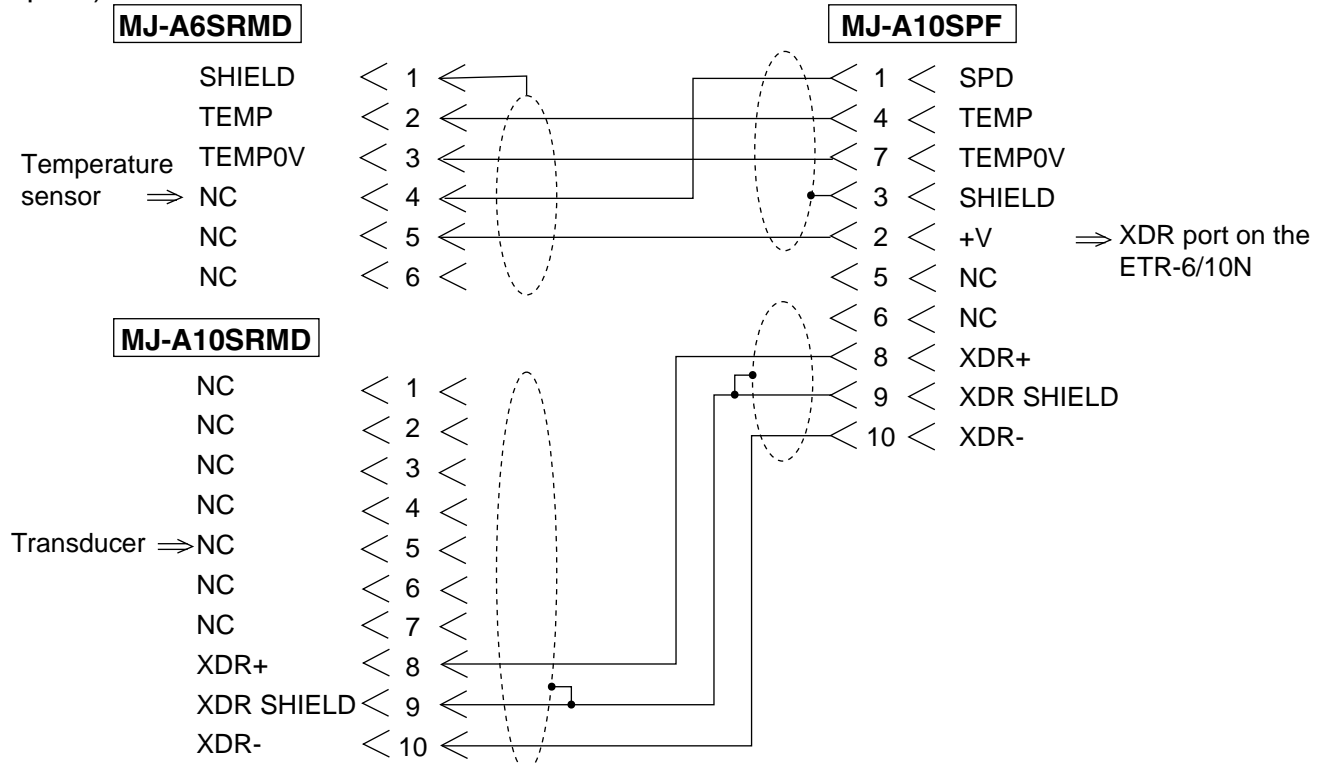 MJ-A6SRMD
SHIELD 1
TEMP 2
TEMP0V 3
NC 4
NC 5
NC 6
Temperature
sensor
MJ-A10SPF
1 SPD
4 TEMP
7 TEMP0V
3 SHIELD
2 +V
5 NC
6 NC
8 XDR+
9 XDR SHIELD
10 XDR-
XDR port on the
ETR-6/10N
MJ-A10SRMD
NC 1
NC 2
NC 3
NC 4
Transducer NC 5
NC 6
NC 7
XDR+ 8
XDR SHIELD 9
XDR- 10